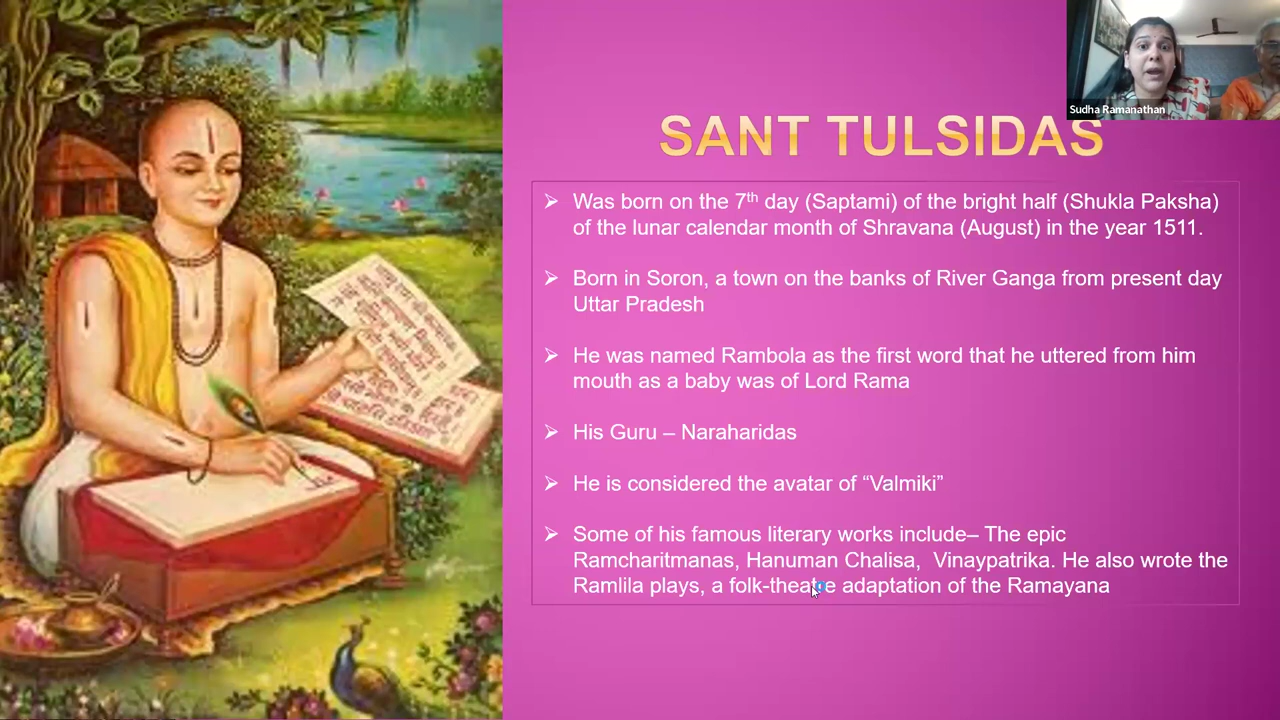 Sudha Ramanathan
SANT TULSIDAS
➢ Was born on the 7th day (Saptami) of the bright half (Shukla Paksha)
of the lunar calendar month of Shravana (August) in the year 1511.
➢ Born in Soron, a town on the banks of River Ganga from present day
Uttar Pradesh
➢ He was named Rambola as the first word that he uttered from him
mouth as a baby was of Lord Rama
➢ His Guru – Naraharidas
➢ He is considered the avatar of “Valmiki”
➢ Some of his famous literary works include– The epic
Ramcharitmanas, Hanuman Chalisa, Vinaypatrika. He also wrote the
Ramlila plays, a folk-theatre adaptation of the Ramayana